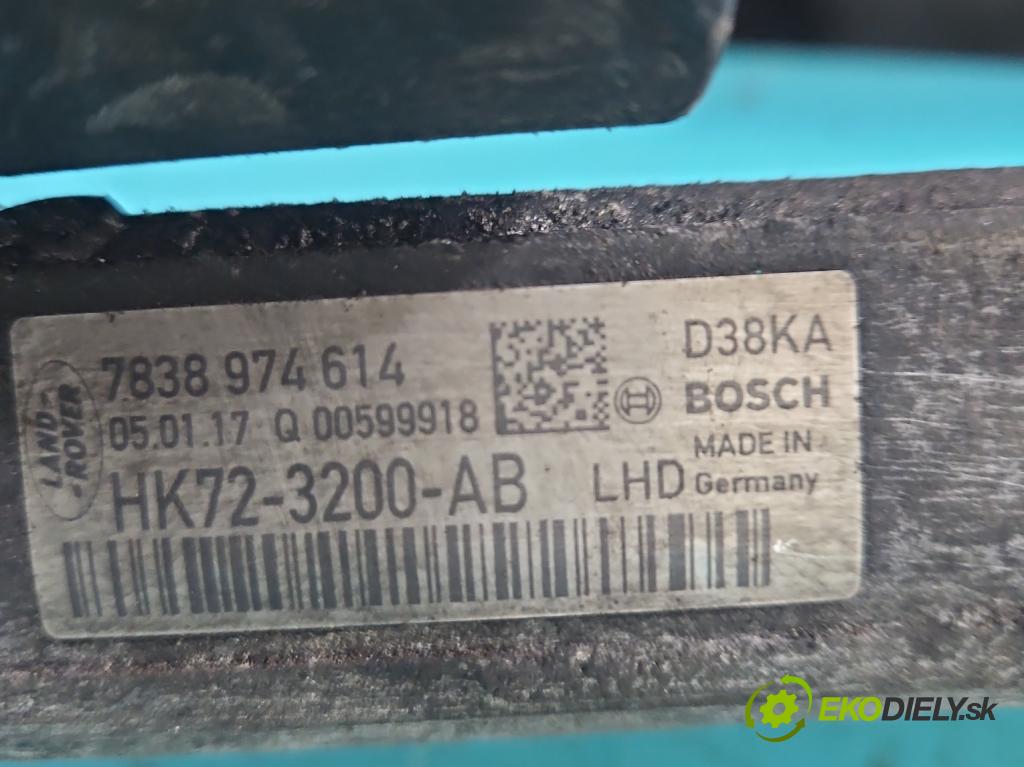 LAND-
-ROVER
7838 974 614
05.01.17 Q 00599918
HK72-3200-AB
LHD
D38KA
BOSCH
MADE IN
Germany
EKODIELY.sk